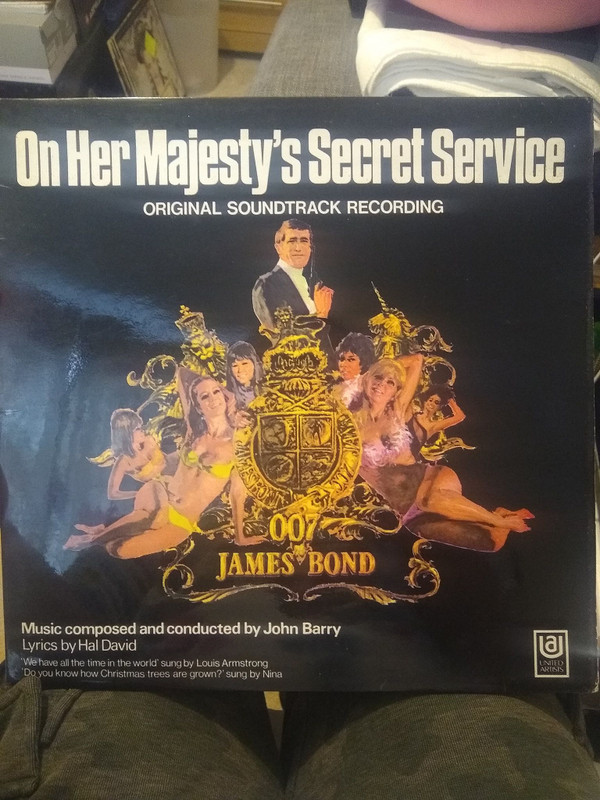 On Her Majesty's Secret Service
ORIGINAL SOUNDTRACK RECORDING
007
JAMES BOND
Music composed and conducted by John Barry
Lyrics by Hal David
'We have all the time in the world' sung by Louis Armstrong
'Do you know how Christmas trees are grown?' sung by Nina
UA
UNITED
ARTISTS